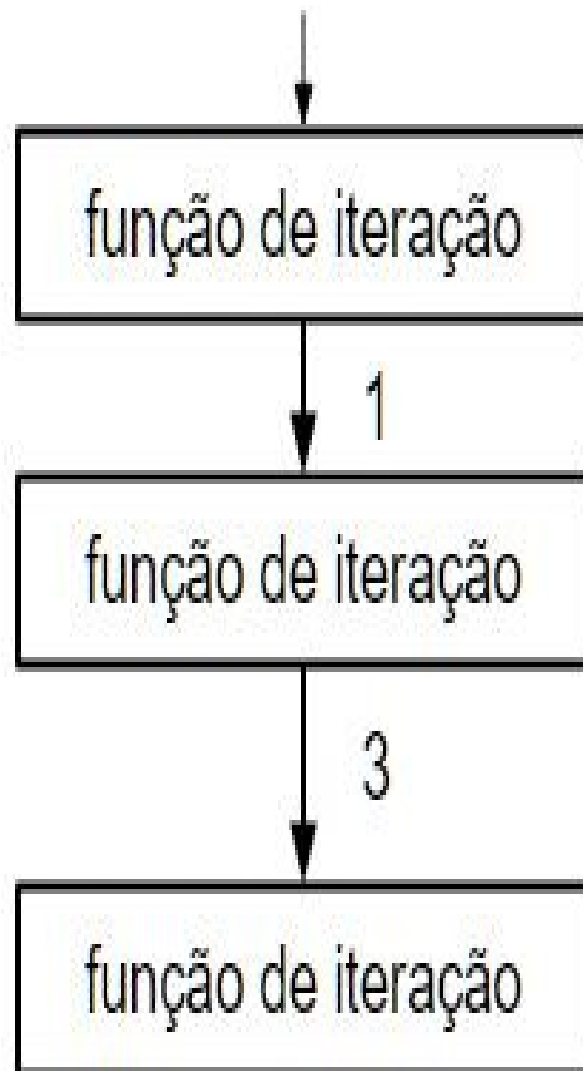 função de iteração
1
função de iteração
3
função de iteração